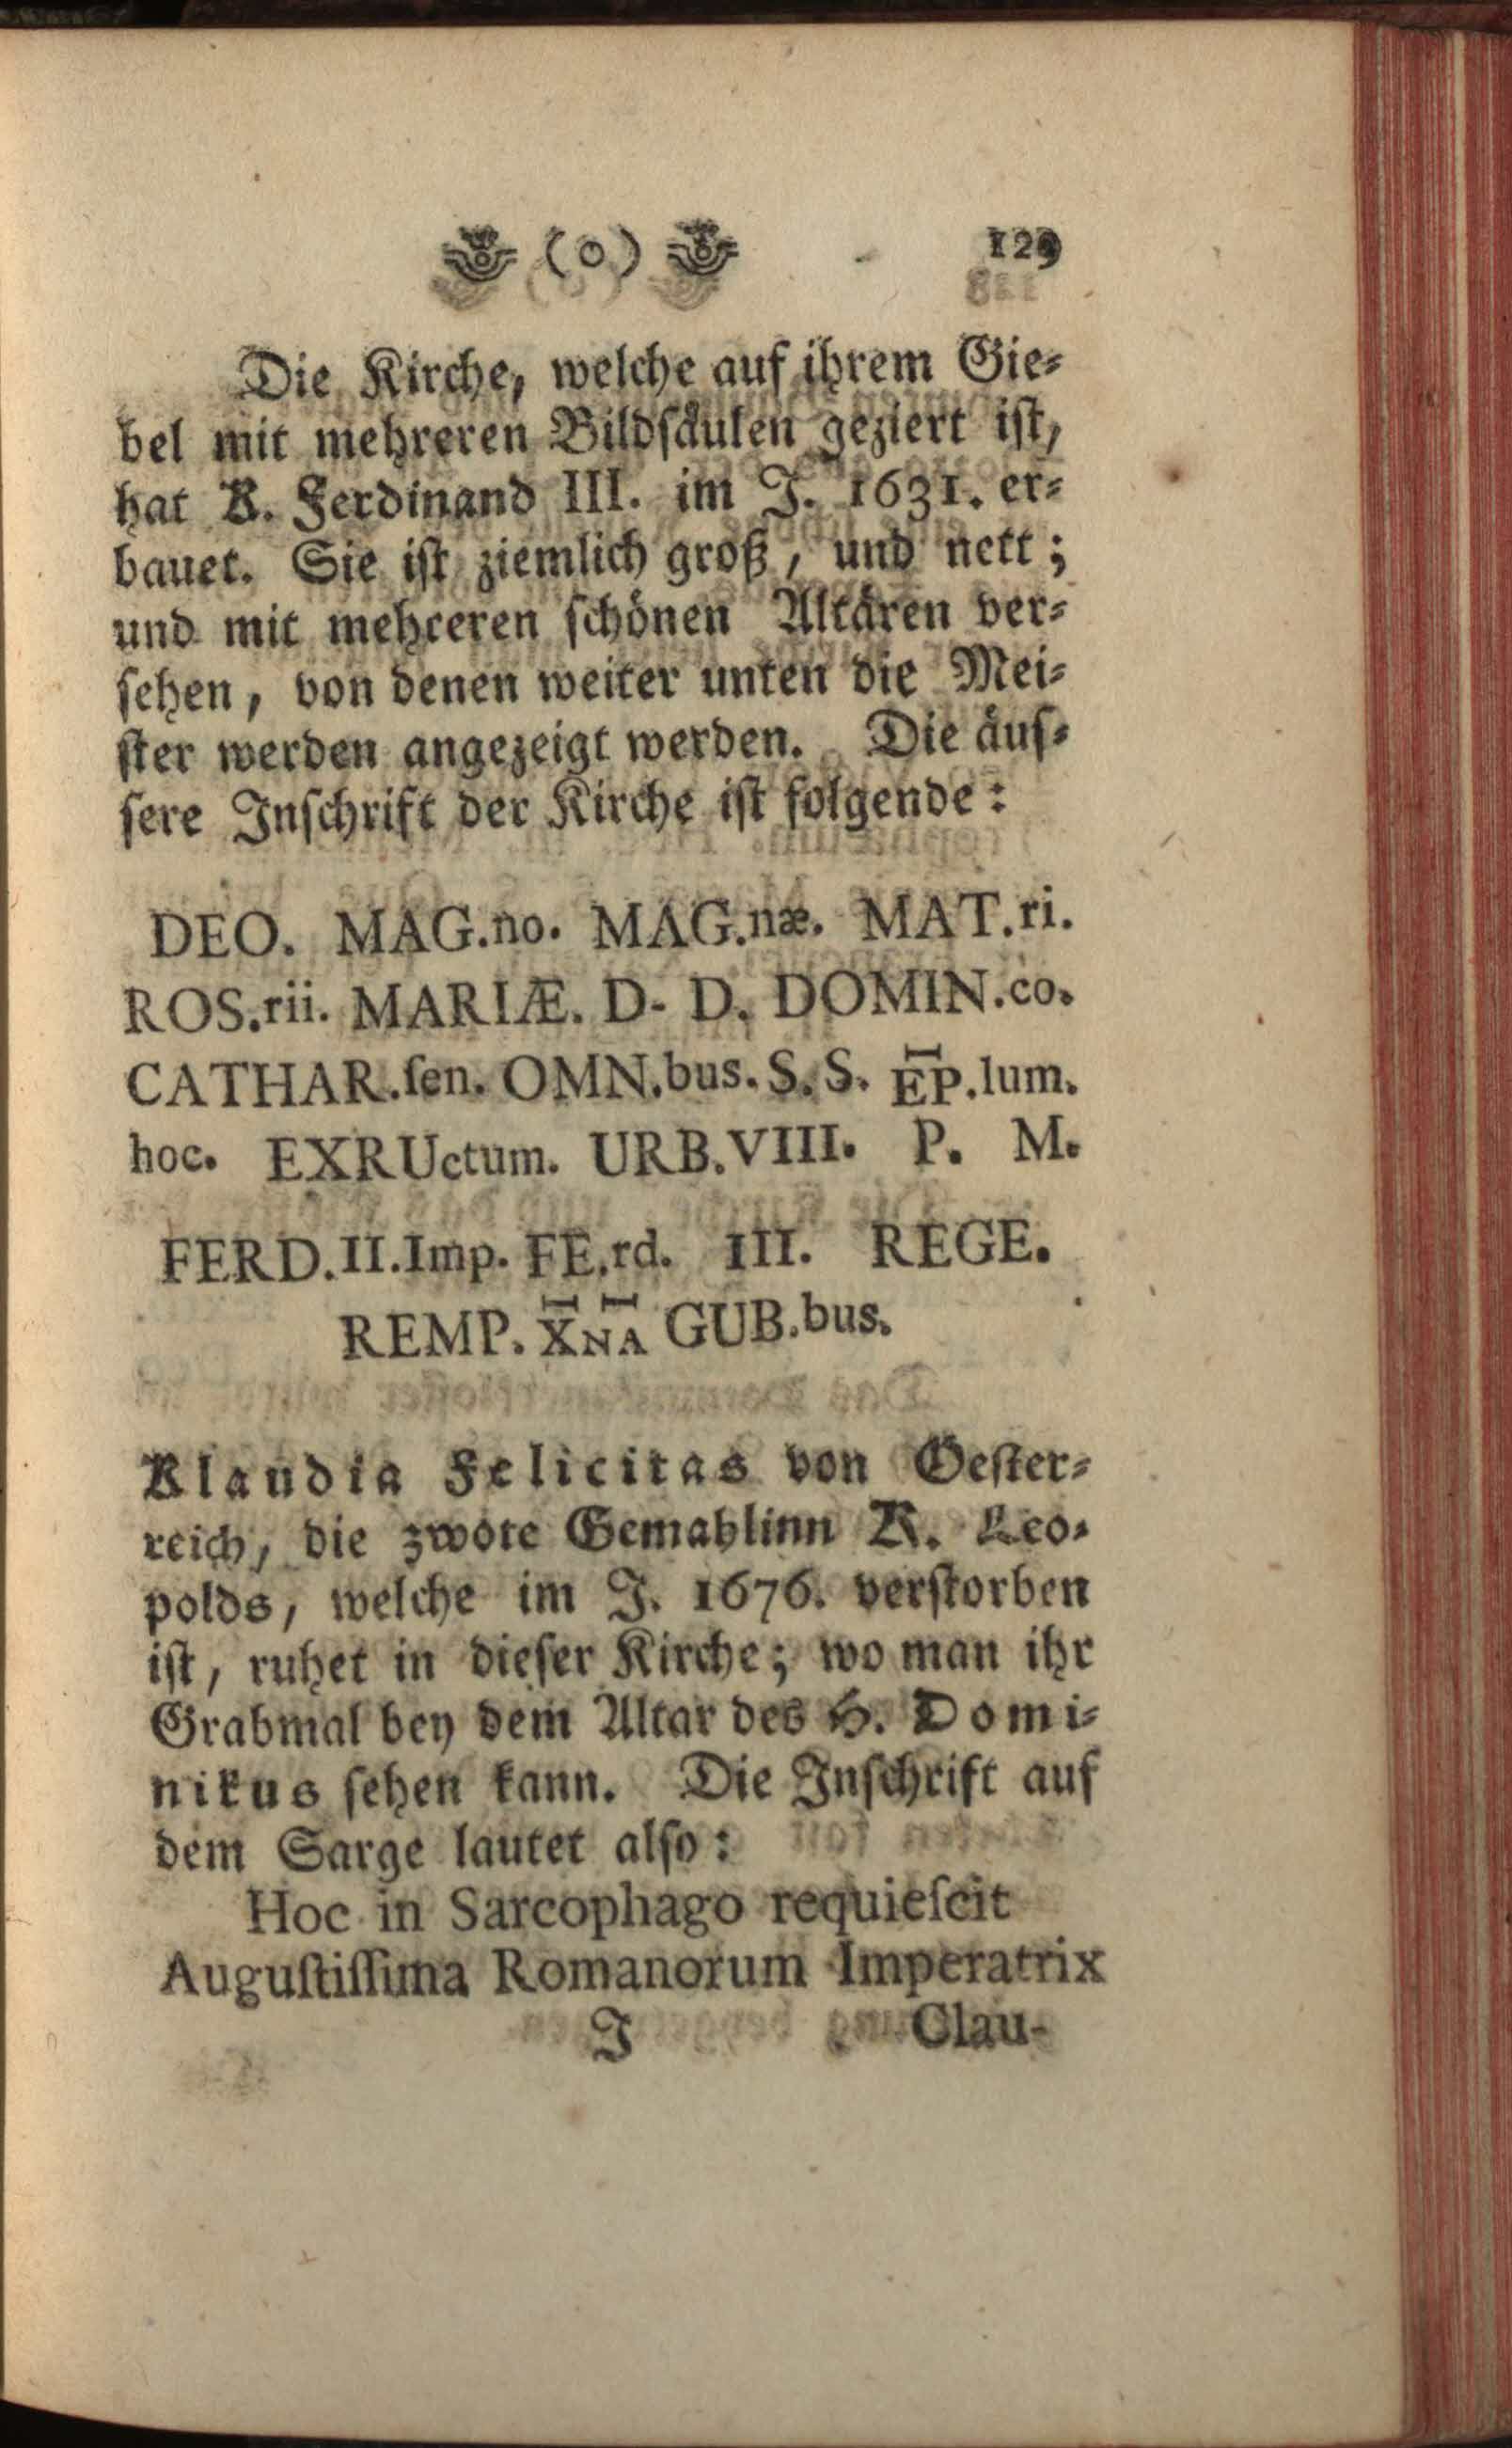 (o) 129
Die Kirche, welche auf ihrem Gie-
bel mit mehreren Bildsäulen geziert ist,
hat K. Ferdinand III. im J. 1631. er-
bauet. Sie ist ziemlich groß, und nett;
und mit mehreren schönen Altären ver-
sehen, von denen weiter unten die Mei-
ster werden angezeigt werden. Die äus-
sere Inschrift der Kirche ist folgende:
DEO. MAG.no. MAG.næ. MAT.ri.
ROS.rii. MARIÆ. D- D. DOMIN.co.
CATHAR.ſen. OMN.bus. S. S. E̅P.lum.
hoc. EXRUctum. URB.VIII. P. M.
FERD.II.Imp. FE.rd. III. REGE.
REMP. X̅N̅A GUB.bus.
Klaudia Felicitas von Oester-
reich, die zwote Gemahlinn K. Leo-
polds, welche im J. 1676. verstorben
ist, ruhet in dieser Kirche; wo man ihr
Grabmal bey dem Altar des H. Domi-
nikus sehen kann. Die Inschrift auf
dem Sarge lautet also:
Hoc in Sarcophago requieſcit
Auguſtiſſima Romanorum Imperatrix
J Clau-